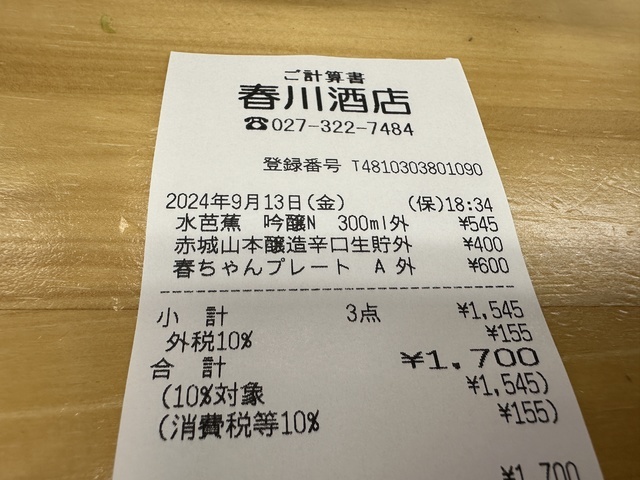 ご計算書
春川酒店
☎027-322-7484
登録番号 T4810303801090
2024年9月13日(金) (保)18:34
水芭蕉 吟醸N 300ml外 ¥545
赤城山本醸造辛口生貯外 ¥400
春ちゃんプレート A 外 ¥600
小 計 3点 ¥1,545
外税10% ¥155
合 計 ¥1,700
(10%対象 ¥1,545)
(消費税等10% ¥155)
¥1,700